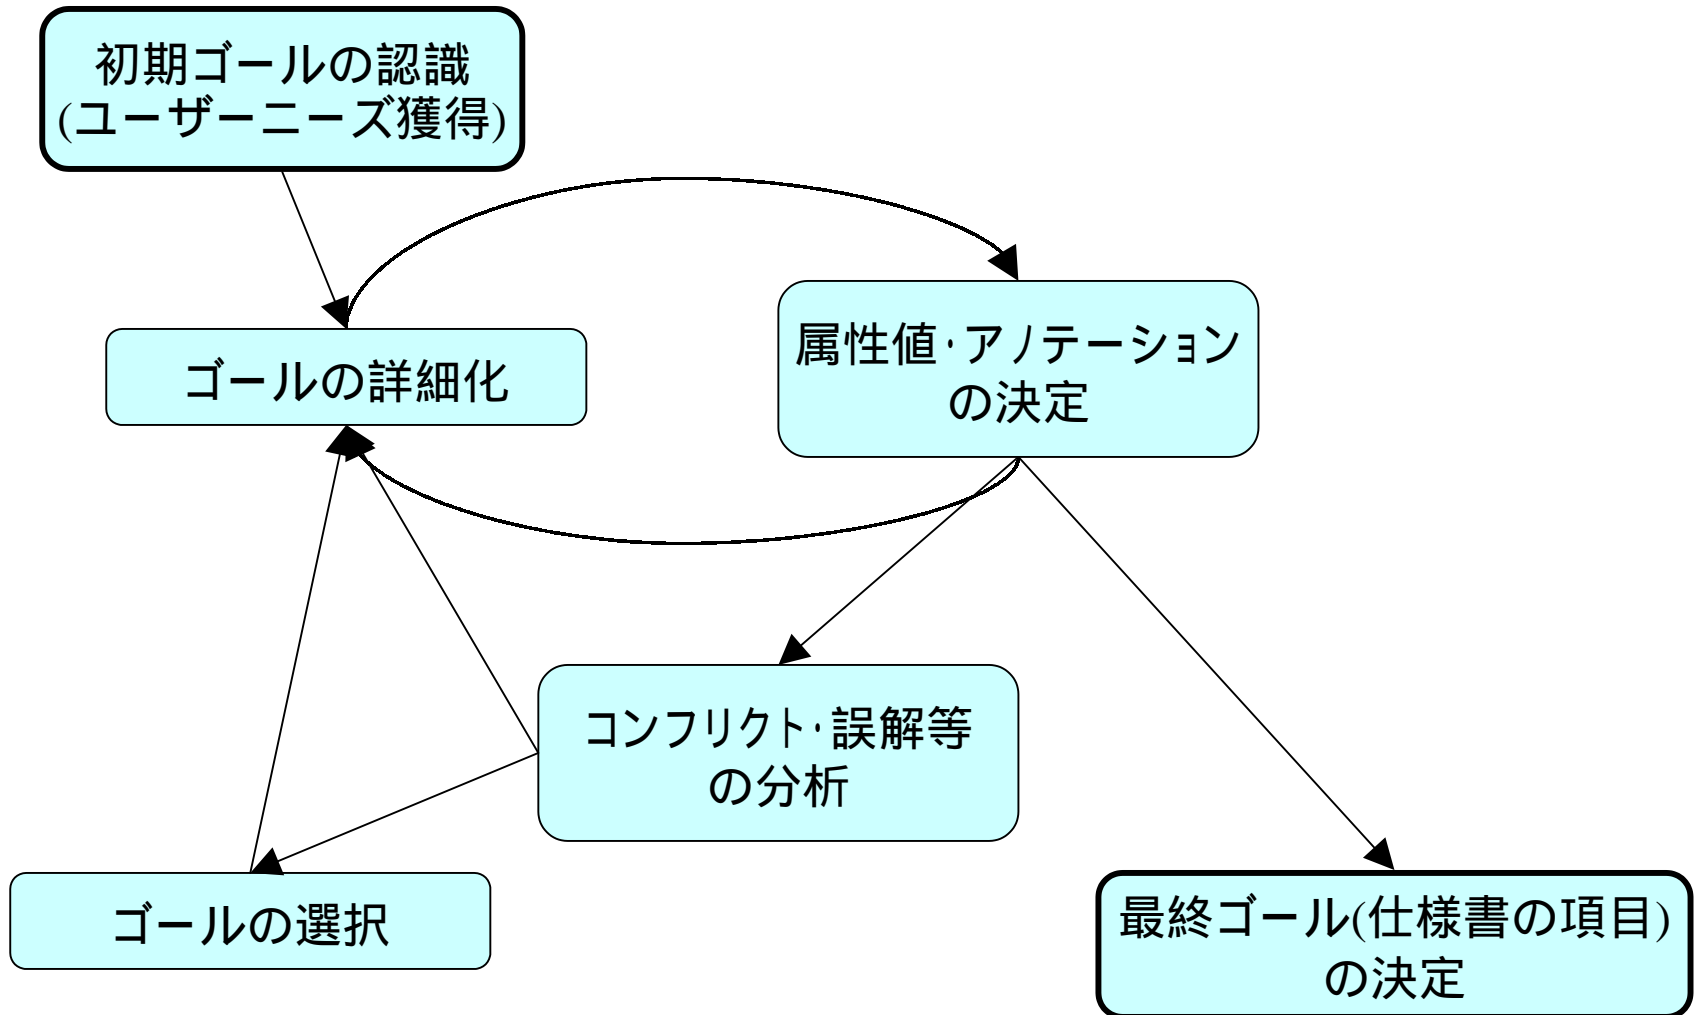 初期ゴールの認識
(ユーザーニーズ獲得)
ゴールの詳細化
属性値･アノテーション
の決定
コンフリクト･誤解等
の分析
ゴールの選択
最終ゴール(仕様書の項目)
の決定